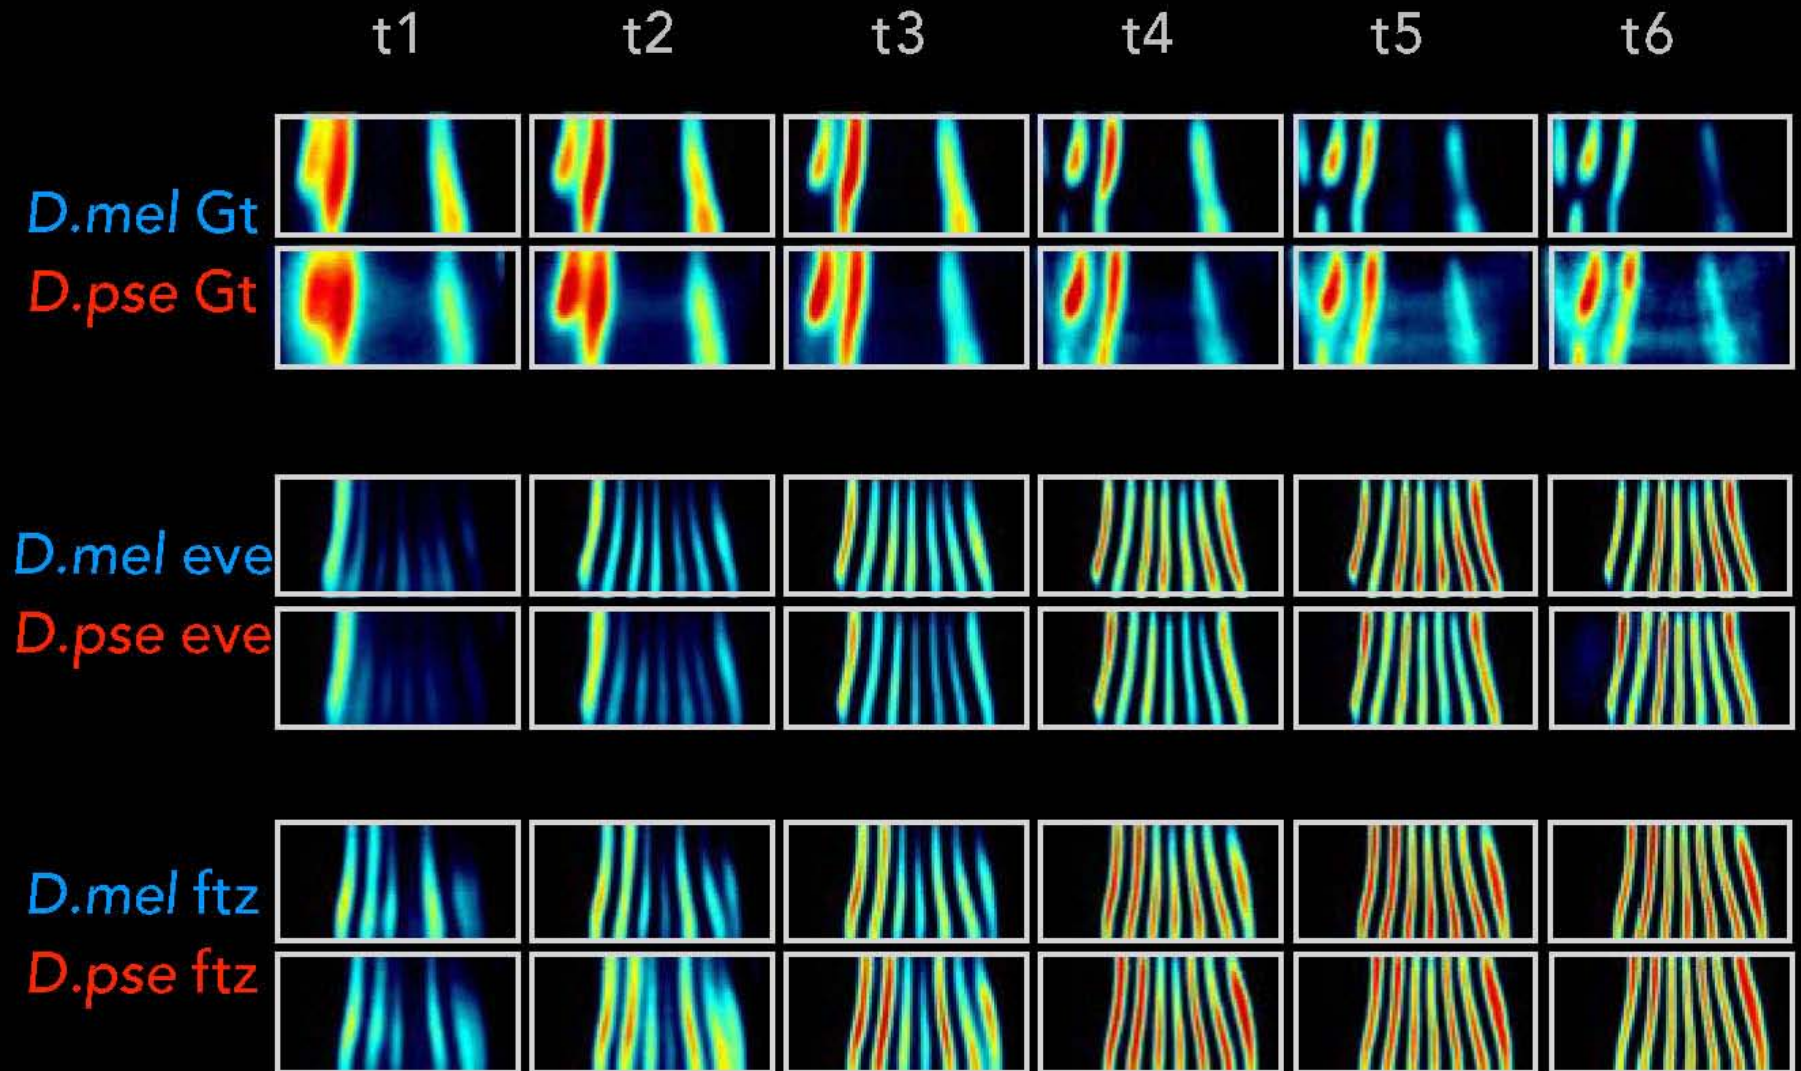 t1 t2 t3 t4 t5 t6
D.mel Gt
D.pse Gt
D.mel eve
D.pse eve
D.mel ftz
D.pse ftz